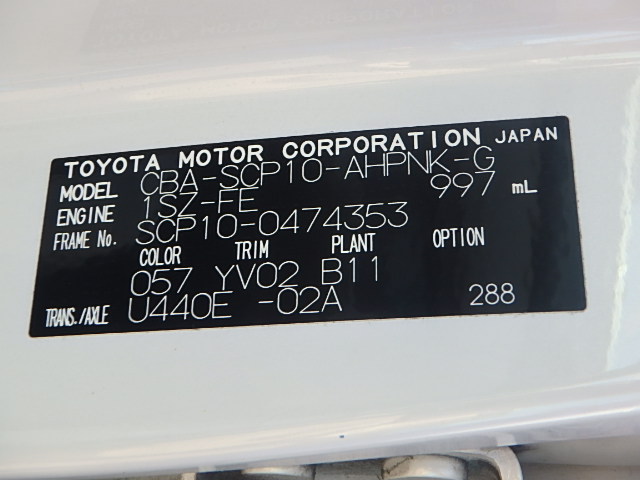 TOYOTA MOTOR CORPORATION JAPAN
MODEL CBA-SCP10-AHPNK-G
ENGINE 1SZ-FE 997 mL
FRAME No. SCP10-0474353
COLOR TRIM PLANT OPTION
057 YV02 B11
TRANS./AXLE U440E -02A 288